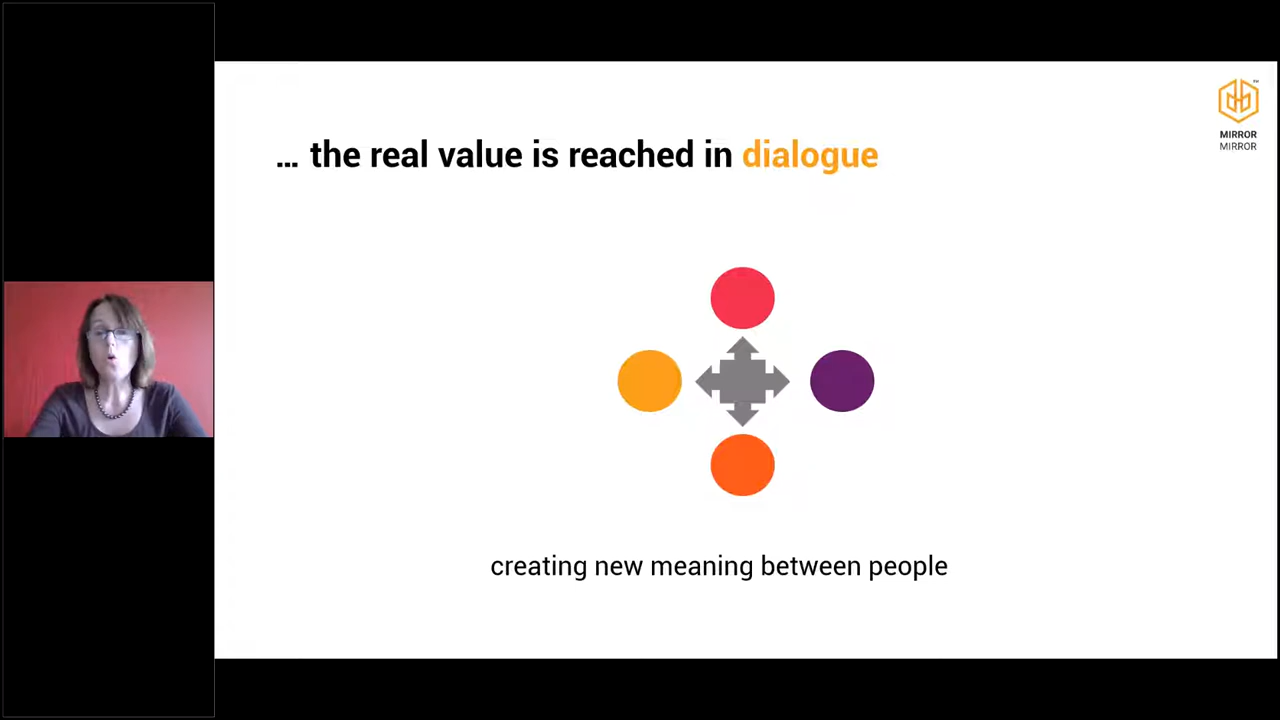 ... the real value is reached in dialogue
MIRROR
MIRROR
creating new meaning between people